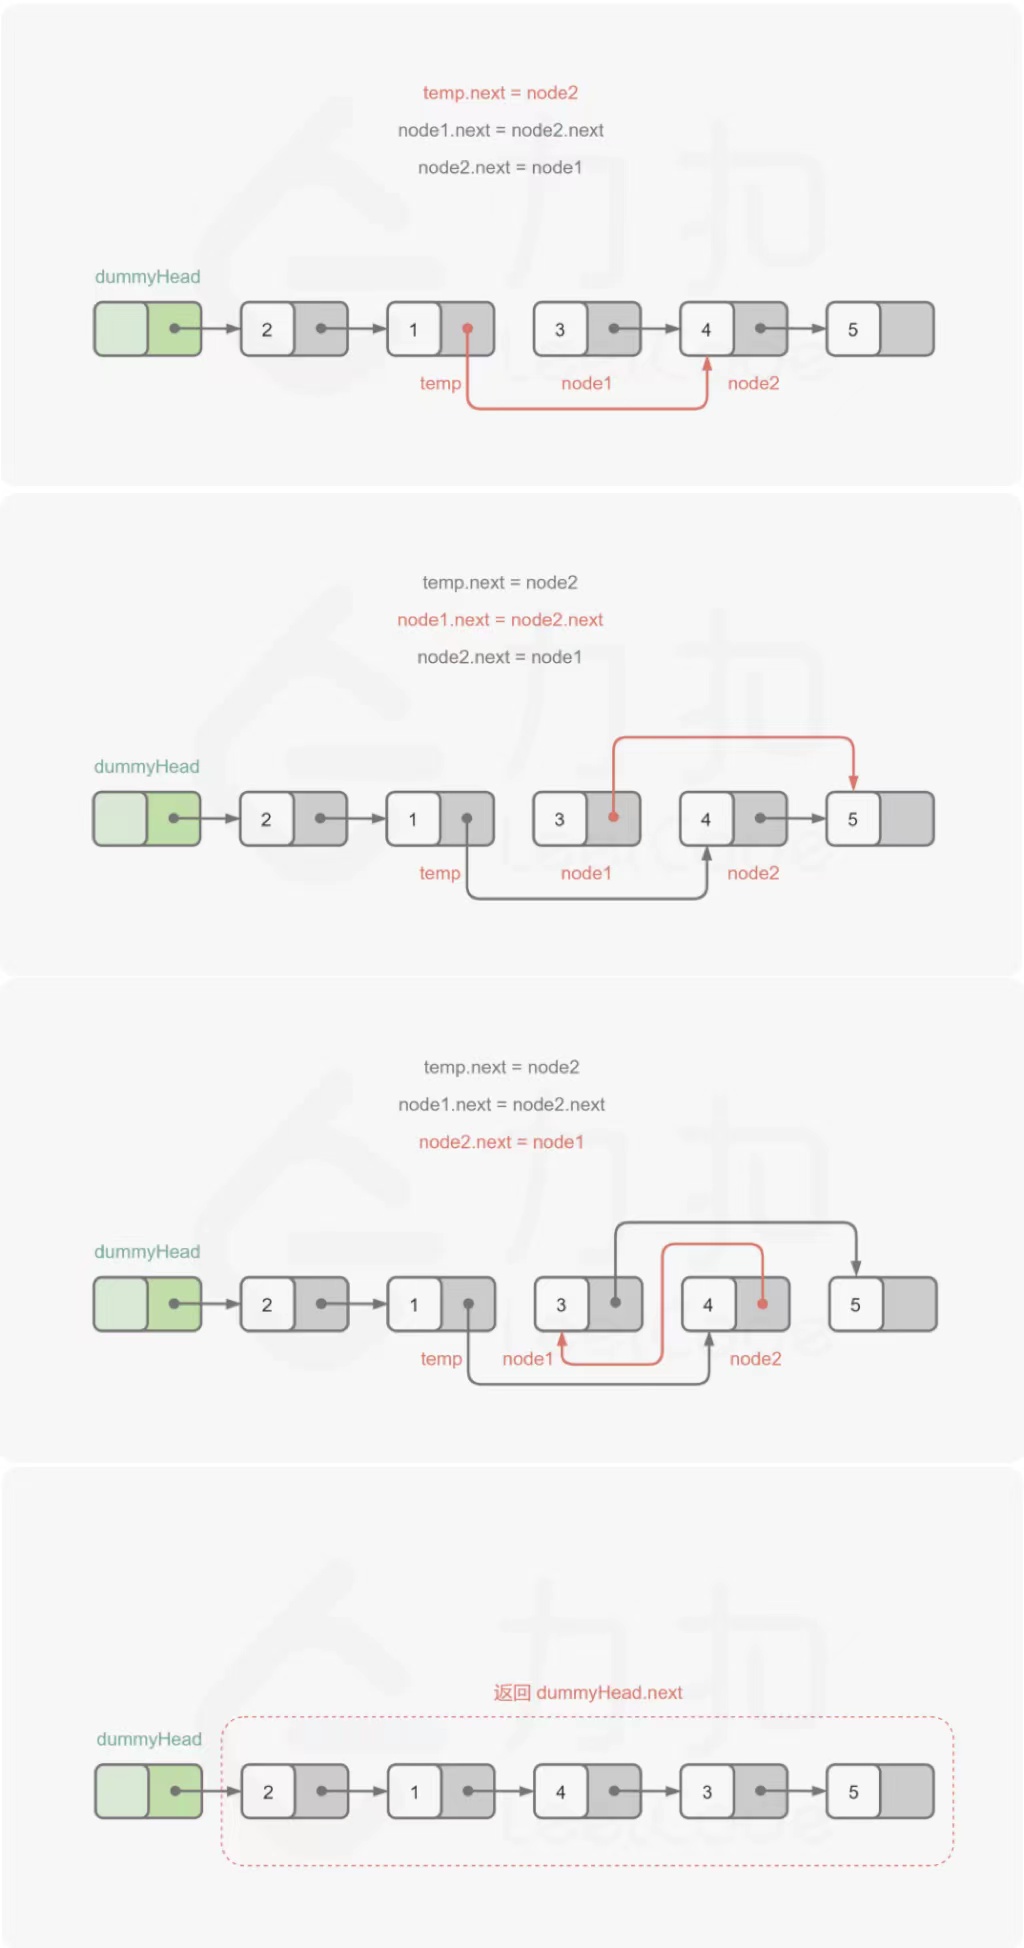 temp.next = node2
node1.next = node2.next
node2.next = node1
dummyHead
2 1 3 4 5
temp node1 node2
temp.next = node2
node1.next = node2.next
node2.next = node1
dummyHead
2 1 3 4 5
temp node1 node2
temp.next = node2
node1.next = node2.next
node2.next = node1
dummyHead
2 1 3 4 5
temp node1 node2
返回 dummyHead.next
dummyHead
2 1 4 3 5
力扣
LeetCode